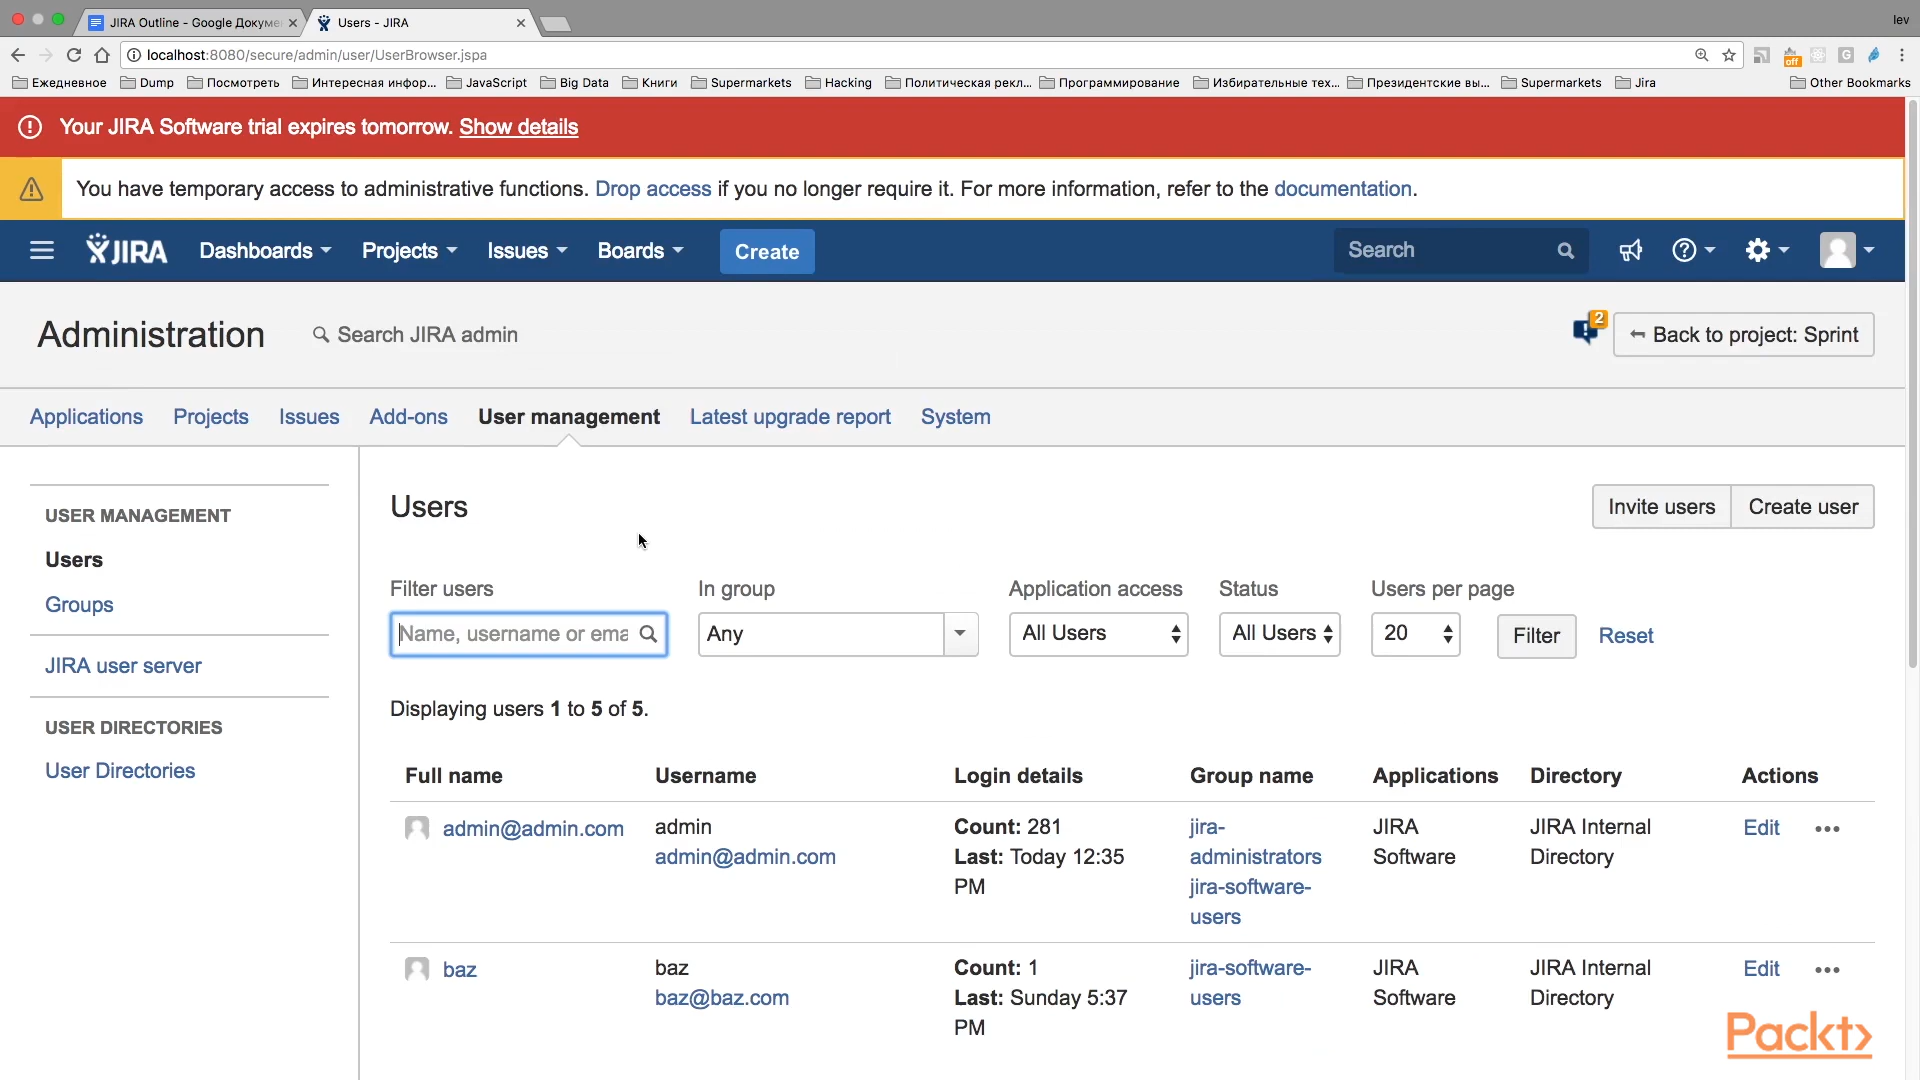 JIRA Outline - Google Докумен
Users - JIRA
lev
localhost:8080/secure/admin/user/UserBrowser.jspa
off
G
Ежедневное
Dump
Посмотреть
Интересная инфор...
JavaScript
Big Data
Книги
Supermarkets
Hacking
Политическая рекл...
Программирование
Избирательные тех...
Президентские вы...
Supermarkets
Jira
Other Bookmarks
Your JIRA Software trial expires tomorrow. Show details
You have temporary access to administrative functions. Drop access if you no longer require it. For more information, refer to the documentation.
JIRA
Dashboards
Projects
Issues
Boards
Create
Search
Administration
Search JIRA admin
2
Back to project: Sprint
Applications
Projects
Issues
Add-ons
User management
Latest upgrade report
System
USER MANAGEMENT
Users
Groups
JIRA user server
USER DIRECTORIES
User Directories
Users
Invite users
Create user
Filter users
In group
Application access
Status
Users per page
Name, username or ema
Any
All Users
All Users
20
Filter
Reset
Displaying users 1 to 5 of 5.
Full name
Username
Login details
Group name
Applications
Directory
Actions
admin@admin.com
admin
admin@admin.com
Count: 281
Last: Today 12:35
PM
jira-
administrators
jira-software-
users
JIRA
Software
JIRA Internal
Directory
Edit
baz
baz
baz@baz.com
Count: 1
Last: Sunday 5:37
PM
jira-software-
users
JIRA
Software
JIRA Internal
Directory
Edit
Packt